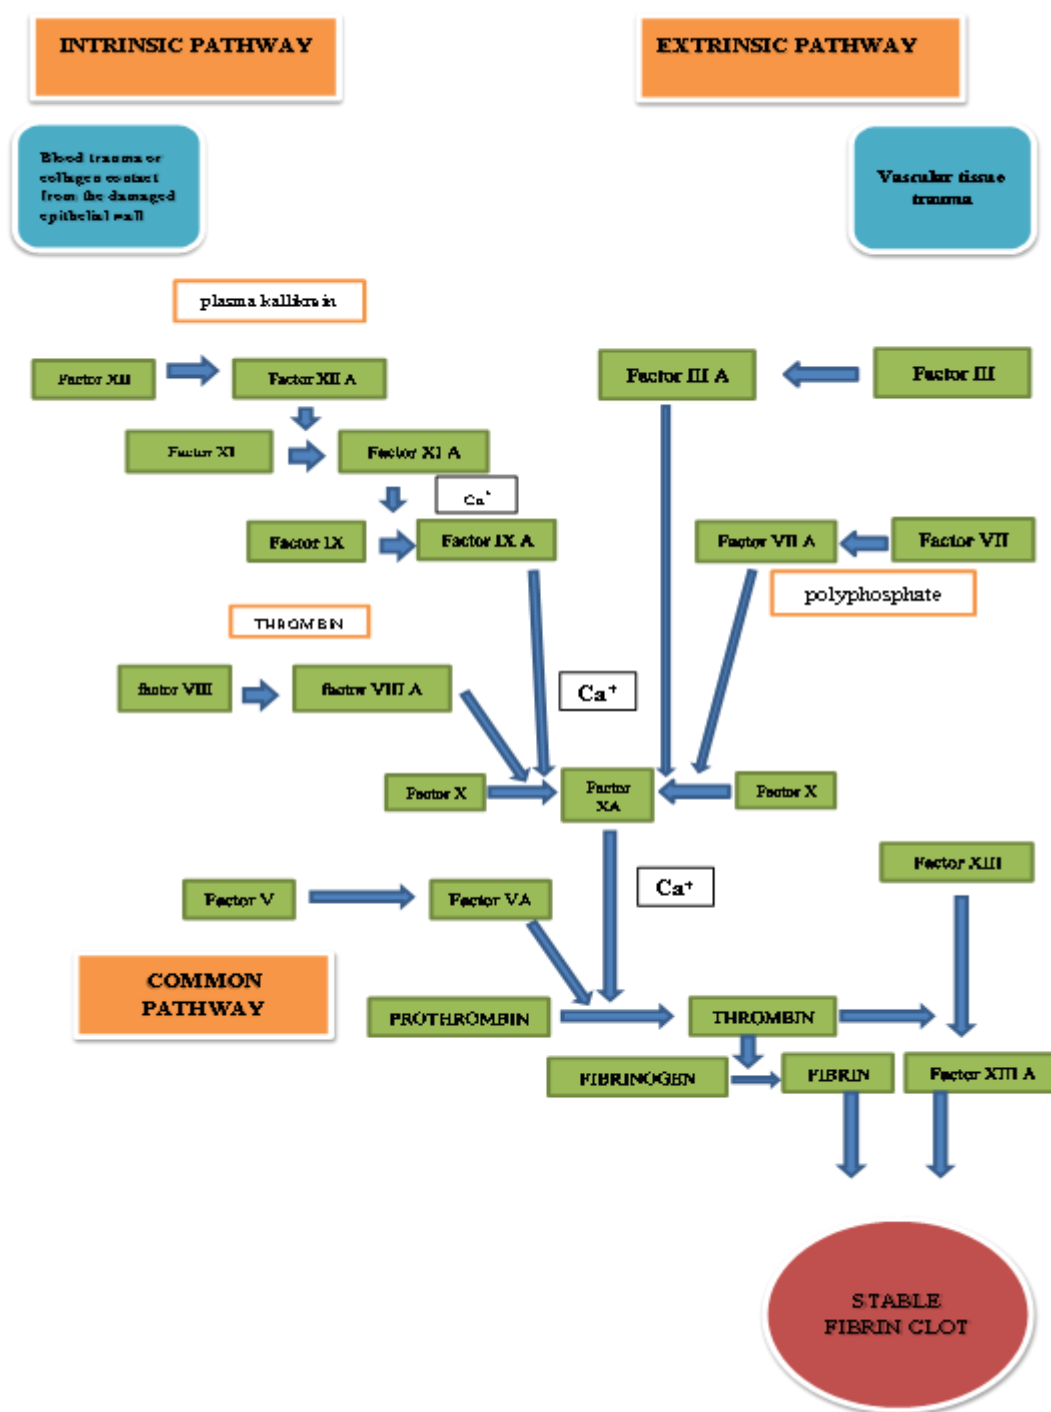 INTRINSIC PATHWAY
EXTRINSIC PATHWAY
Blood trauma or
collagen contact
from the damaged
epithelial wall
Vascular tissue
trauma
plasma kallikrein
Factor XII
Factor XII A
Factor III A
Factor III
Factor XI
Factor XI A
Ca⁺
Factor IX
Factor IX A
Factor VII A
Factor VII
polyphosphate
THROMBIN
factor VIII
factor VIII A
Ca⁺
Factor X
Factor
XA
Factor X
Factor XIII
Ca⁺
Factor V
Factor VA
COMMON
PATHWAY
PROTHROMBIN
THROMBIN
FIBRINOGEN
FIBRIN
Factor XIII A
STABLE
FIBRIN CLOT